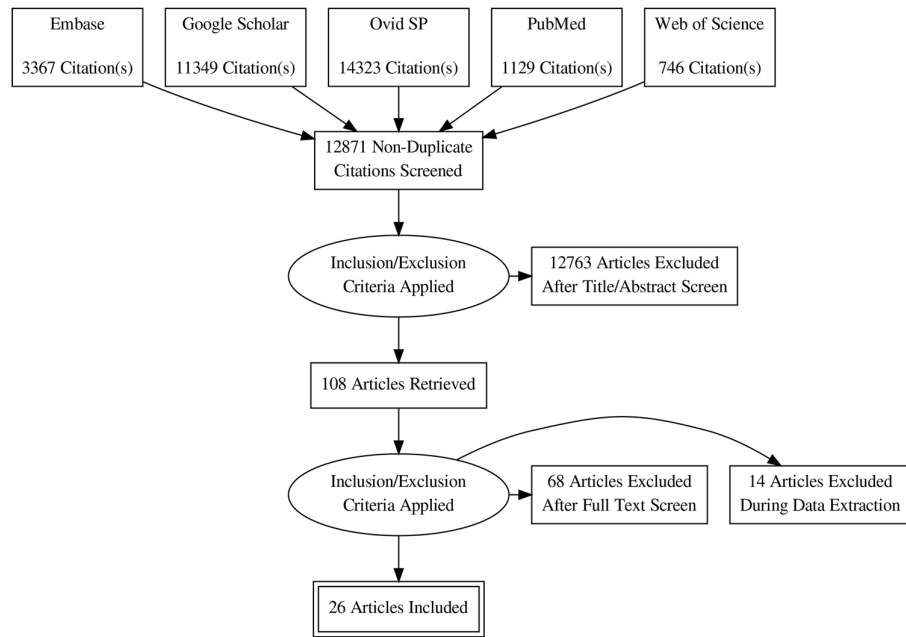 Embase
3367 Citation(s)
Google Scholar
11349 Citation(s)
Ovid SP
14323 Citation(s)
PubMed
1129 Citation(s)
Web of Science
746 Citation(s)
12871 Non-Duplicate
Citations Screened
Inclusion/Exclusion
Criteria Applied
12763 Articles Excluded
After Title/Abstract Screen
108 Articles Retrieved
Inclusion/Exclusion
Criteria Applied
68 Articles Excluded
After Full Text Screen
14 Articles Excluded
During Data Extraction
26 Articles Included